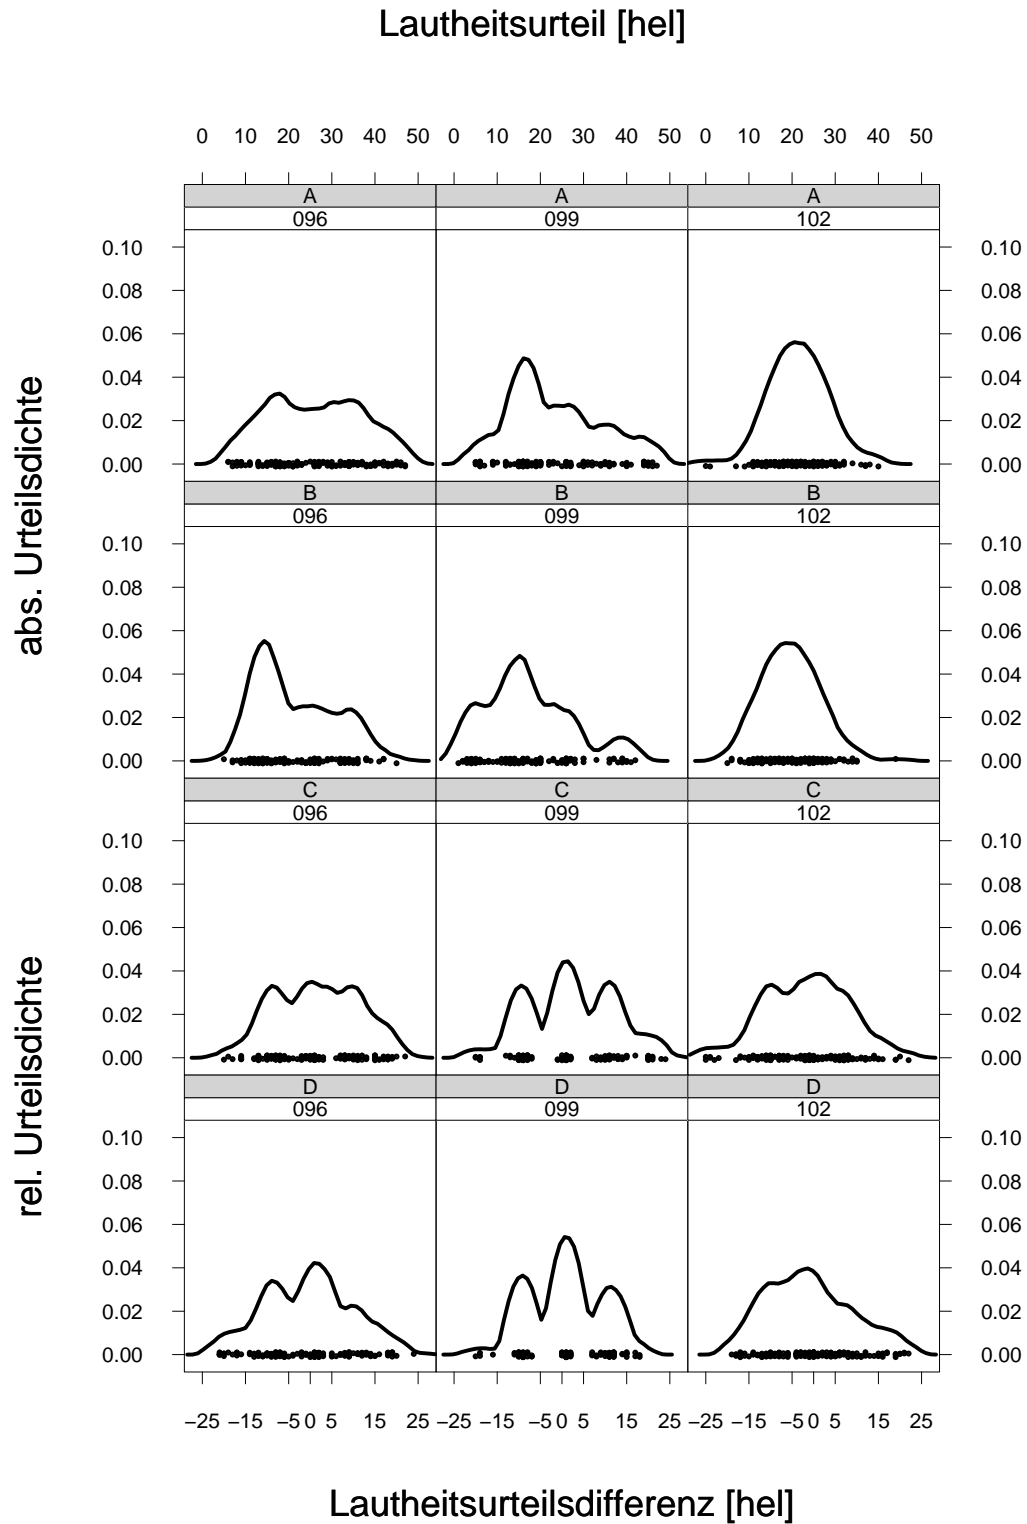 Lautheitsurteil [hel]
0 10 20 30 40 50 0 10 20 30 40 50 0 10 20 30 40 50
A A A
096 099 102
0.10 0.10
0.08 0.08
0.06 0.06
0.04 0.04
0.02 0.02
0.00 0.00
abs. Urteilsdichte
B B B
096 099 102
0.10 0.10
0.08 0.08
0.06 0.06
0.04 0.04
0.02 0.02
0.00 0.00
C C C
096 099 102
0.10 0.10
0.08 0.08
0.06 0.06
0.04 0.04
0.02 0.02
0.00 0.00
rel. Urteilsdichte
D D D
096 099 102
0.10 0.10
0.08 0.08
0.06 0.06
0.04 0.04
0.02 0.02
0.00 0.00
−25 −15 −5 0 5 15 25 −25 −15 −5 0 5 15 25 −25 −15 −5 0 5 15 25
Lautheitsurteilsdifferenz [hel]